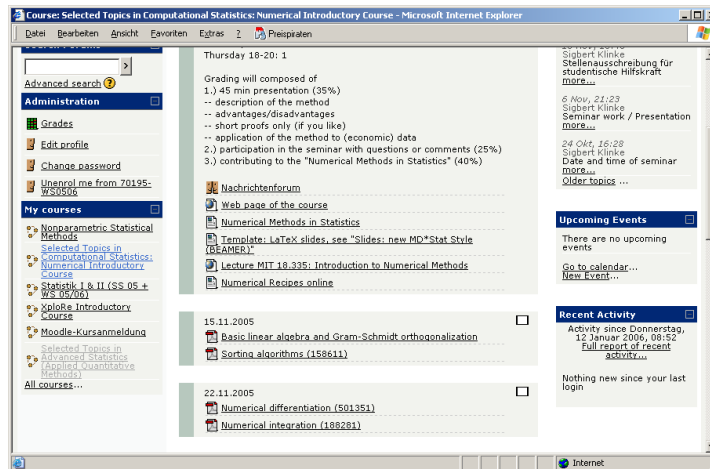 Course: Selected Topics in Computational Statistics: Numerical Introductory Course - Microsoft Internet Explorer
Datei Bearbeiten Ansicht Favoriten Extras ? Preispiraten
Search Forums
>
Advanced search ?
Administration
Grades
Edit profile
Change password
Unenrol me from 70195-
WS0506
My courses
Nonparametric Statistical
Methods
Selected Topics in
Computational Statistics:
Numerical Introductory
Course
Statistik I & II (SS 05 +
WS 05/06)
XploRe Introductory
Course
Moodle-Kursanmeldung
Selected Topics in
Advanced Statistics
(Applied Quantitative
Methods)
All courses...
Thursday 18-20: 1
Grading will composed of
1.) 45 min presentation (35%)
-- description of the method
-- advantages/disadvantages
-- short proofs only (if you like)
-- application of the method to (economic) data
2.) participation in the seminar with questions or comments (25%)
3.) contributing to the "Numerical Methods in Statistics" (40%)
Nachrichtenforum
Web page of the course
Numerical Methods in Statistics
Template: LaTeX slides, see "Slides: new MD*Stat Style
(BEAMER)"
Lecture MIT 18.335: Introduction to Numerical Methods
Numerical Recipes online
15.11.2005
Basic linear algebra and Gram-Schmidt orthogonalization
Sorting algorithms (158611)
22.11.2005
Numerical differentiation (501351)
Numerical integration (188281)
Sigbert Klinke
Stellenausschreibung für
studentische Hilfskraft
more...
6 Nov, 21:23
Sigbert Klinke
Seminar work / Presentation
more...
24 Okt, 16:28
Sigbert Klinke
Date and time of seminar
more...
Older topics ...
Upcoming Events
There are no upcoming
events
Go to calendar...
New Event...
Recent Activity
Activity since Donnerstag,
12 Januar 2006, 08:52
Full report of recent
activity...
Nothing new since your last
login
Internet